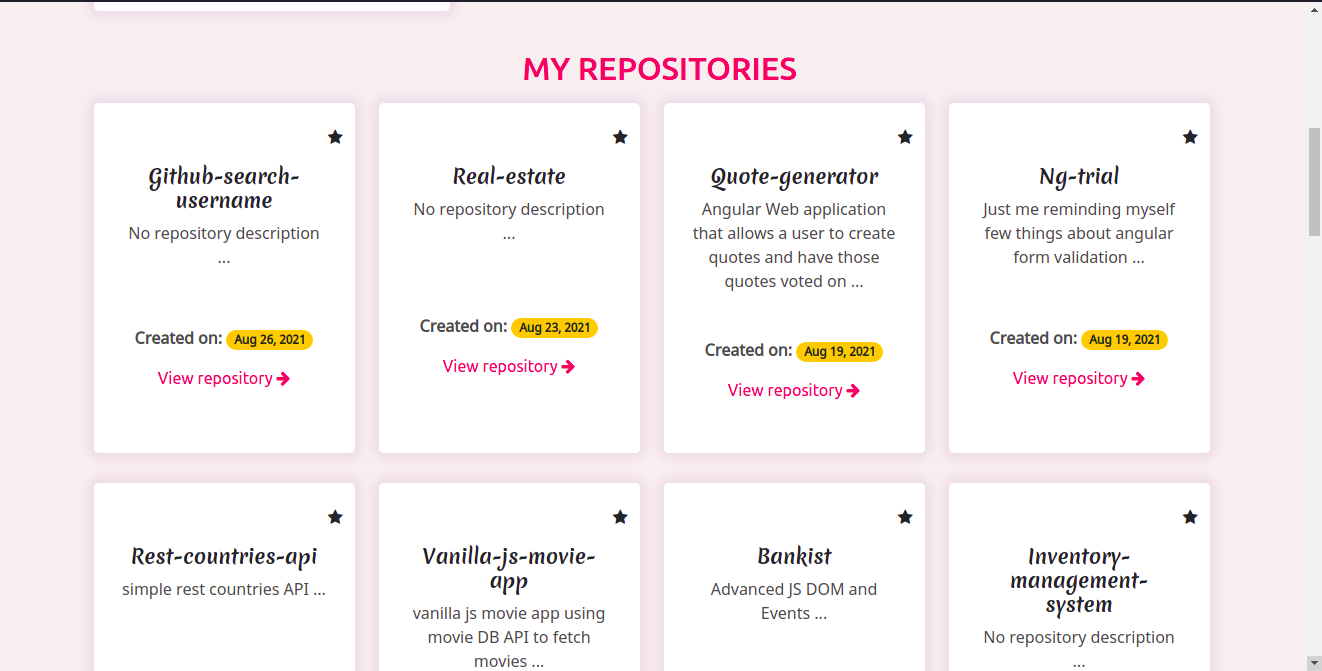 MY REPOSITORIES
Github-search-
username
No repository description
...
Created on: Aug 26, 2021
View repository
Real-estate
No repository description
...
Created on: Aug 23, 2021
View repository
Quote-generator
Angular Web application
that allows a user to create
quotes and have those
quotes voted on ...
Created on: Aug 19, 2021
View repository
Ng-trial
Just me reminding myself
few things about angular
form validation ...
Created on: Aug 19, 2021
View repository
Rest-countries-api
simple rest countries API ...
Vanilla-js-movie-
app
vanilla js movie app using
movie DB API to fetch
movies ...
Bankist
Advanced JS DOM and
Events ...
Inventory-
management-
system
No repository description
...